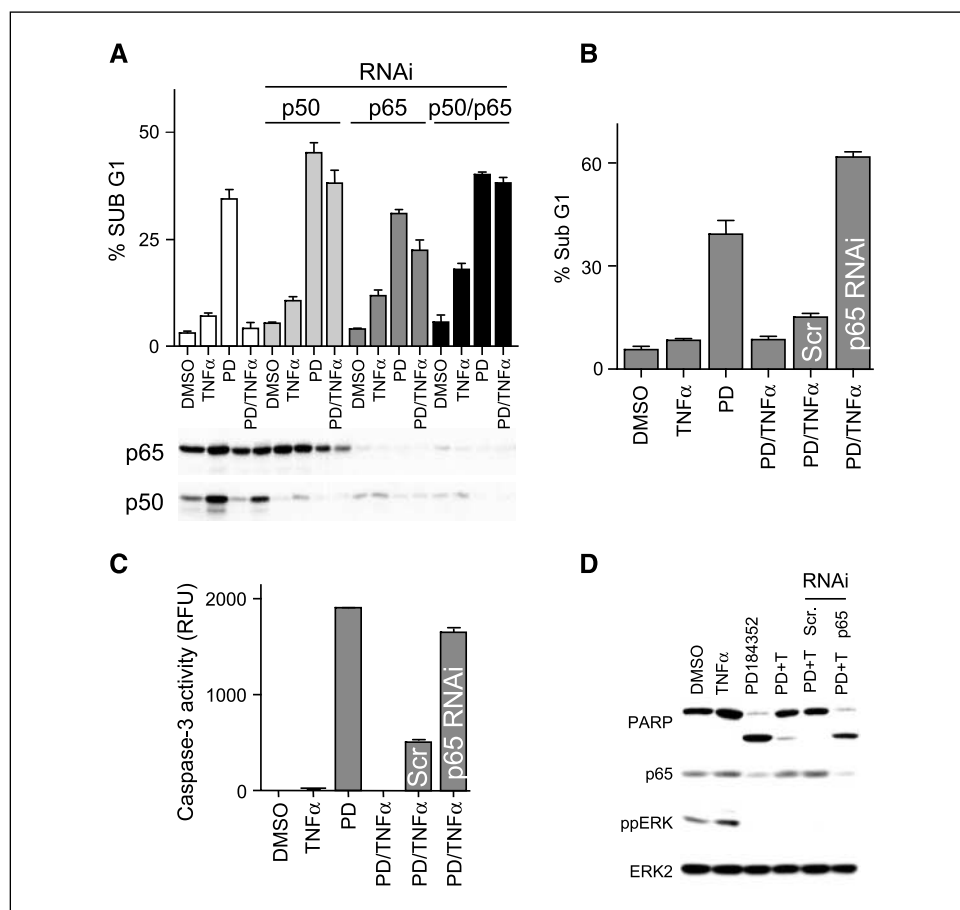 A
RNAi
p50 p65 p50/p65
% SUB G1
50
25
0
DMSO TNFα PD PD/TNFα DMSO TNFα PD PD/TNFα DMSO TNFα PD PD/TNFα DMSO TNFα PD PD/TNFα
p65
p50
B
% Sub G1
60
30
0
Scr p65 RNAi
DMSO TNFα PD PD/TNFα PD/TNFα PD/TNFα
C
Caspase-3 activity (RFU)
2000
1000
0
Scr p65 RNAi
DMSO TNFα PD PD/TNFα PD/TNFα PD/TNFα
D
RNAi
DMSO TNFα PD184352 PD+T PD+T Scr. PD+T p65
PARP
p65
ppERK
ERK2